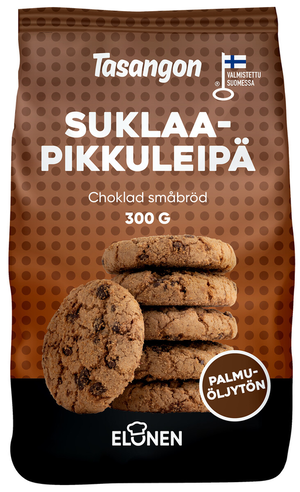 Tasangon
VALMISTETTU
SUOMESSA
®
SUKLAA-
PIKKULEIPÄ
Choklad småbröd
300 G
PALMU-
ÖLJYTÖN
ELONEN